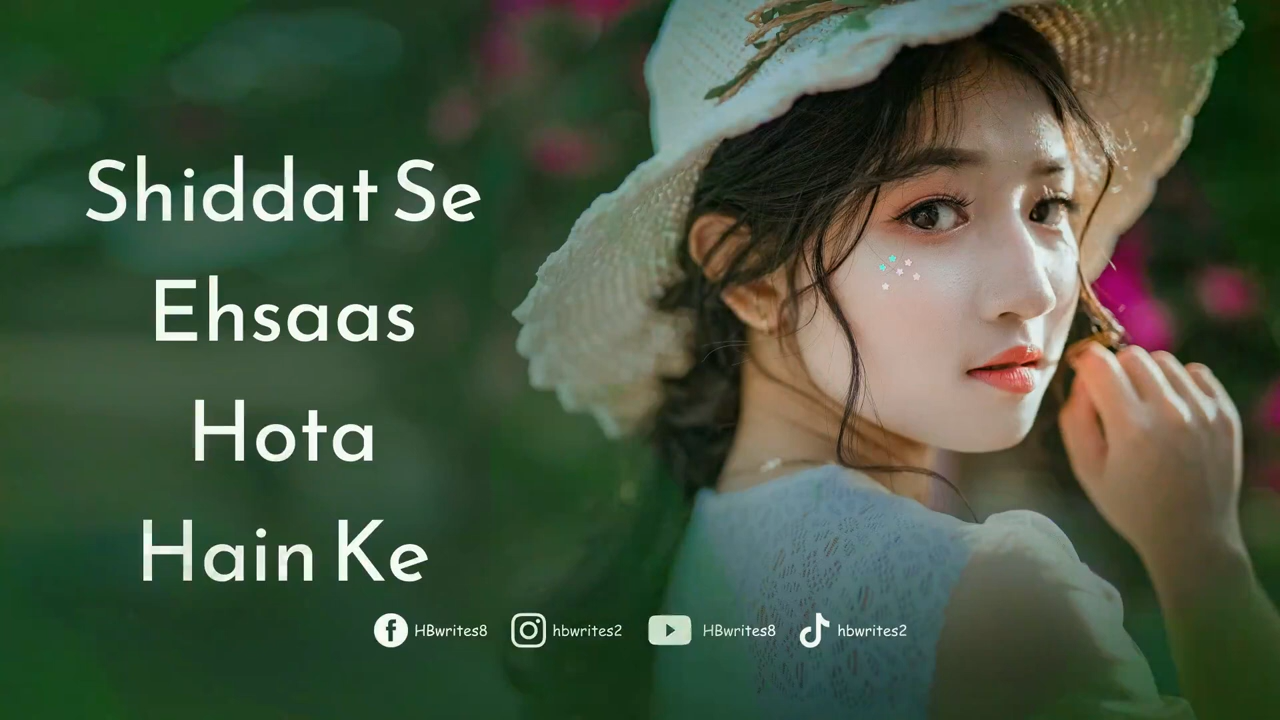 Shiddat Se
Ehsaas
Hota
Hain Ke
HBwrites8 hbwrites2 HBwrites8 hbwrites2